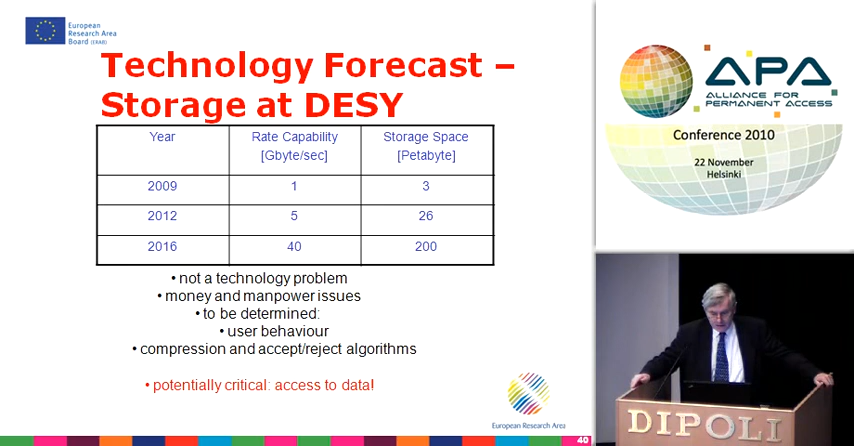 European
Research Area
Board (ERAB)
Technology Forecast –
Storage at DESY
Year Rate Capability [Gbyte/sec] Storage Space [Petabyte]
2009 1 3
2012 5 26
2016 40 200
• not a technology problem
• money and manpower issues
• to be determined:
• user behaviour
• compression and accept/reject algorithms
• potentially critical: access to data!
European Research Area
40
APA
ALLIANCE FOR
PERMANENT ACCESS
Conference 2010
22 November
Helsinki
DIPOLI